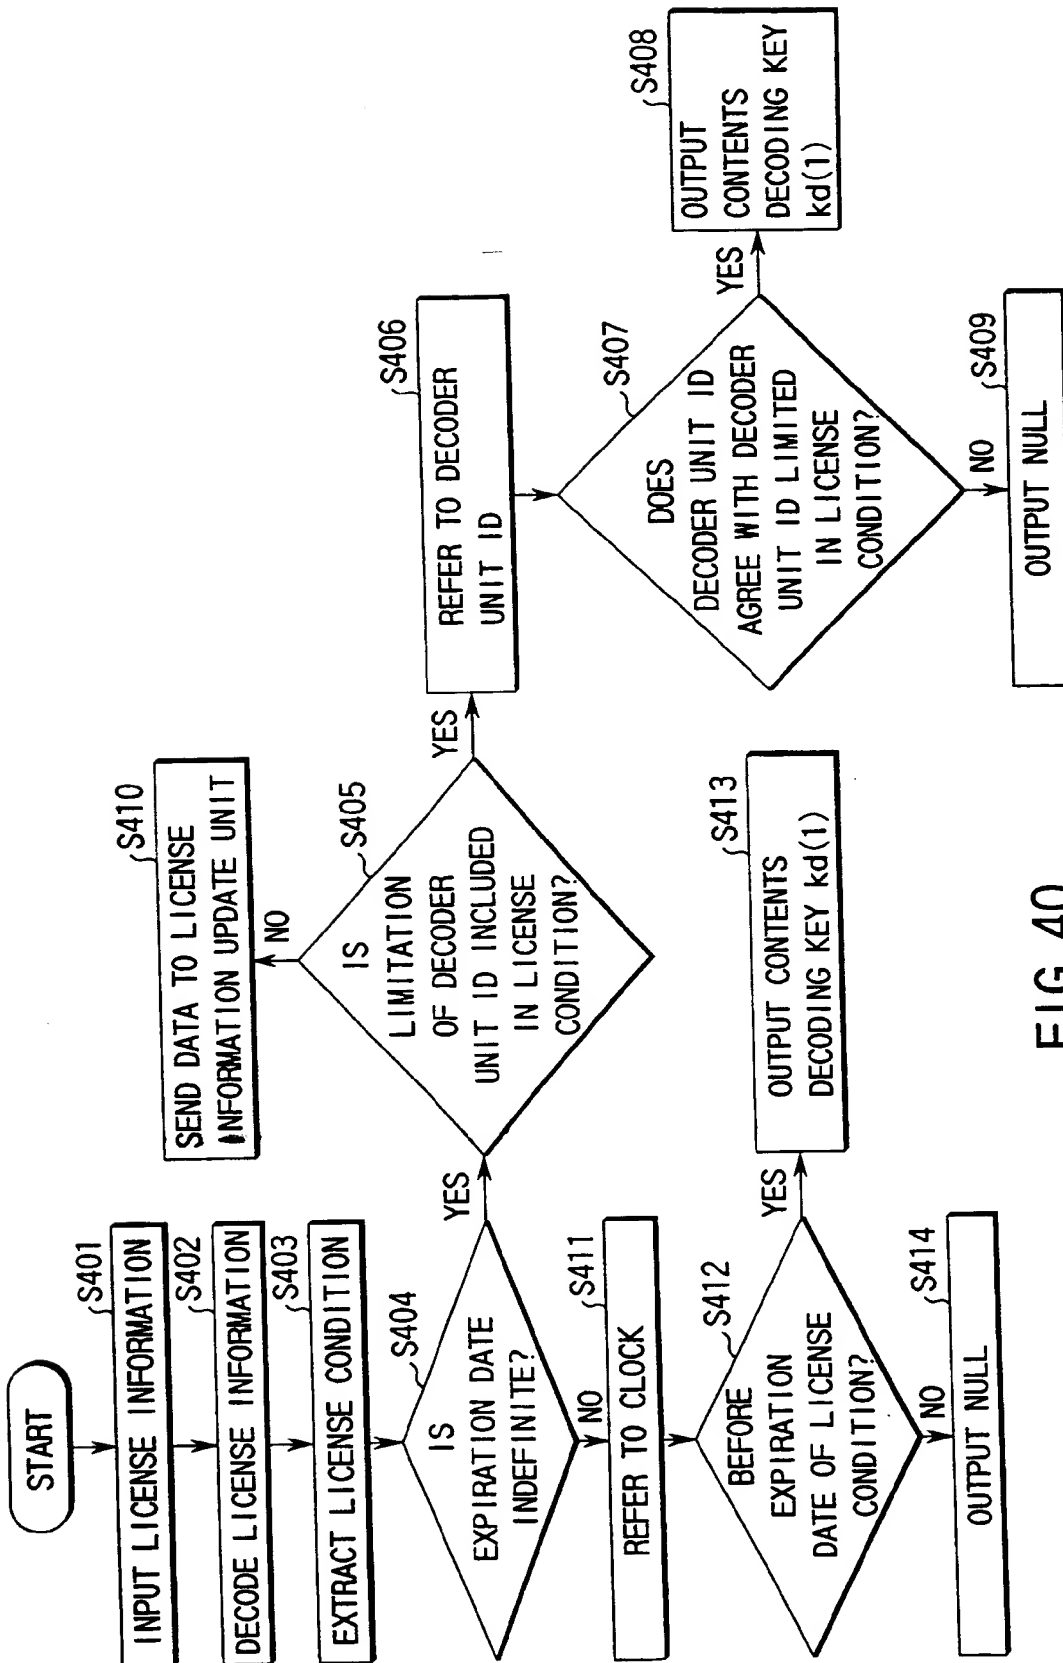 START
S401
INPUT LICENSE INFORMATION
S402
DECODE LICENSE INFORMATION
S403
EXTRACT LICENSE CONDITION
S404
IS
EXPIRATION DATE
INDEFINITE?
YES
NO
S405
IS
LIMITATION
OF DECODER
UNIT ID INCLUDED
IN LICENSE
CONDITION?
YES
NO
S406
REFER TO DECODER
UNIT ID
S407
DOES
DECODER UNIT ID
AGREE WITH DECODER
UNIT ID LIMITED
IN LICENSE
CONDITION?
YES
NO
S408
OUTPUT
CONTENTS
DECODING KEY
kd(1)
S409
OUTPUT NULL
S410
SEND DATA TO LICENSE
INFORMATION UPDATE UNIT
S411
REFER TO CLOCK
S412
BEFORE
EXPIRATION
DATE OF LICENSE
CONDITION?
YES
NO
S413
OUTPUT CONTENTS
DECODING KEY kd(1)
S414
OUTPUT NULL
FIG.40